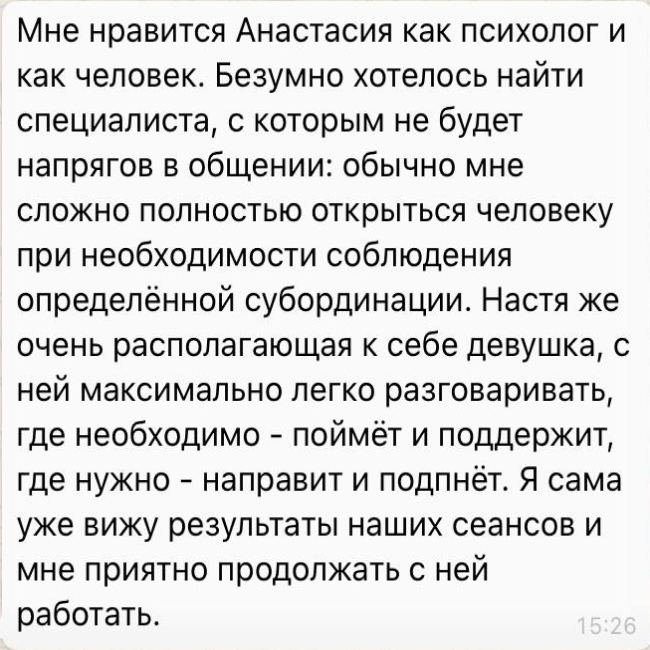 Мне нравится Анастасия как психолог и
как человек. Безумно хотелось найти
специалиста, с которым не будет
напрягов в общении: обычно мне
сложно полностью открыться человеку
при необходимости соблюдения
определённой субординации. Настя же
очень располагающая к себе девушка, с
ней максимально легко разговаривать,
где необходимо - поймёт и поддержит,
где нужно - направит и подпнёт. Я сама
уже вижу результаты наших сеансов и
мне приятно продолжать с ней
работать.
15:26